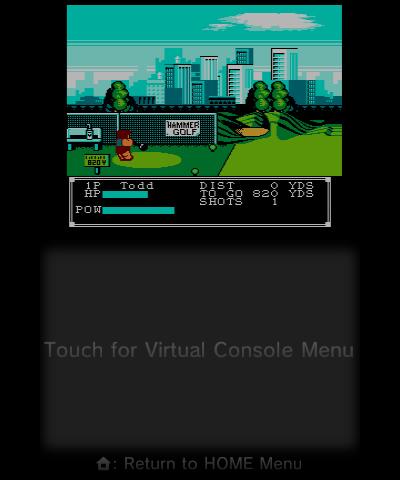 HAMMER
GOLF
820Y
1P Todd DIST 0 YDS
HP TO GO 820 YDS
SHOTS 1
POW
Touch for Virtual Console Menu
: Return to HOME Menu